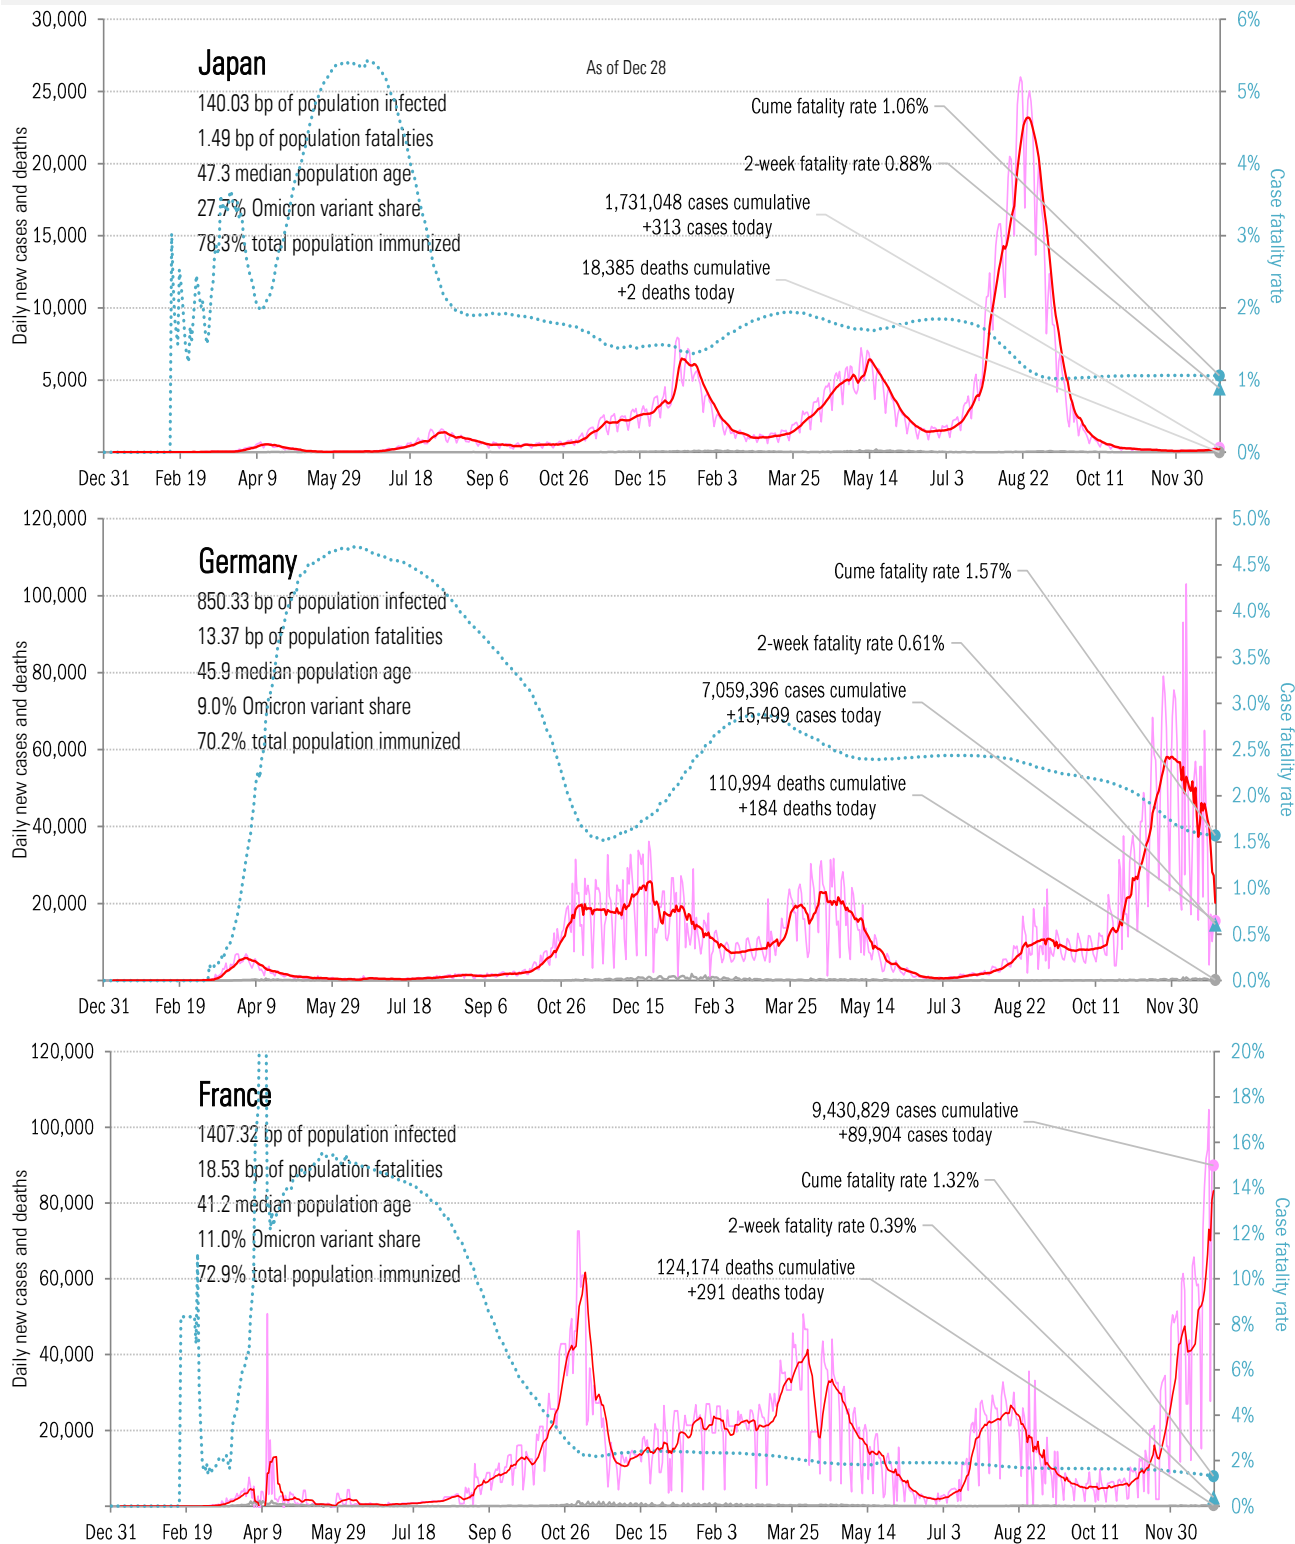 30,000
25,000
20,000
15,000
10,000
5,000
Daily new cases and deaths
Japan
140.03 bp of population infected
1.49 bp of population fatalities
47.3 median population age
27.7% Omicron variant share
78.3% total population immunized
As of Dec 28
Cume fatality rate 1.06%
2-week fatality rate 0.88%
1,731,048 cases cumulative
+313 cases today
18,385 deaths cumulative
+2 deaths today
6%
5%
4%
3%
2%
1%
0%
Case fatality rate
Dec 31 Feb 19 Apr 9 May 29 Jul 18 Sep 6 Oct 26 Dec 15 Feb 3 Mar 25 May 14 Jul 3 Aug 22 Oct 11 Nov 30
120,000
100,000
80,000
60,000
40,000
20,000
Daily new cases and deaths
Germany
850.33 bp of population infected
13.37 bp of population fatalities
45.9 median population age
9.0% Omicron variant share
70.2% total population immunized
Cume fatality rate 1.57%
2-week fatality rate 0.61%
7,059,396 cases cumulative
+15,499 cases today
110,994 deaths cumulative
+184 deaths today
5.0%
4.5%
4.0%
3.5%
3.0%
2.5%
2.0%
1.5%
1.0%
0.5%
0.0%
Case fatality rate
Dec 31 Feb 19 Apr 9 May 29 Jul 18 Sep 6 Oct 26 Dec 15 Feb 3 Mar 25 May 14 Jul 3 Aug 22 Oct 11 Nov 30
120,000
100,000
80,000
60,000
40,000
20,000
Daily new cases and deaths
France
1407.32 bp of population infected
18.53 bp of population fatalities
41.2 median population age
11.0% Omicron variant share
72.9% total population immunized
9,430,829 cases cumulative
+89,904 cases today
Cume fatality rate 1.32%
2-week fatality rate 0.39%
124,174 deaths cumulative
+291 deaths today
20%
18%
16%
14%
12%
10%
8%
6%
4%
2%
0%
Case fatality rate
Dec 31 Feb 19 Apr 9 May 29 Jul 18 Sep 6 Oct 26 Dec 15 Feb 3 Mar 25 May 14 Jul 3 Aug 22 Oct 11 Nov 30